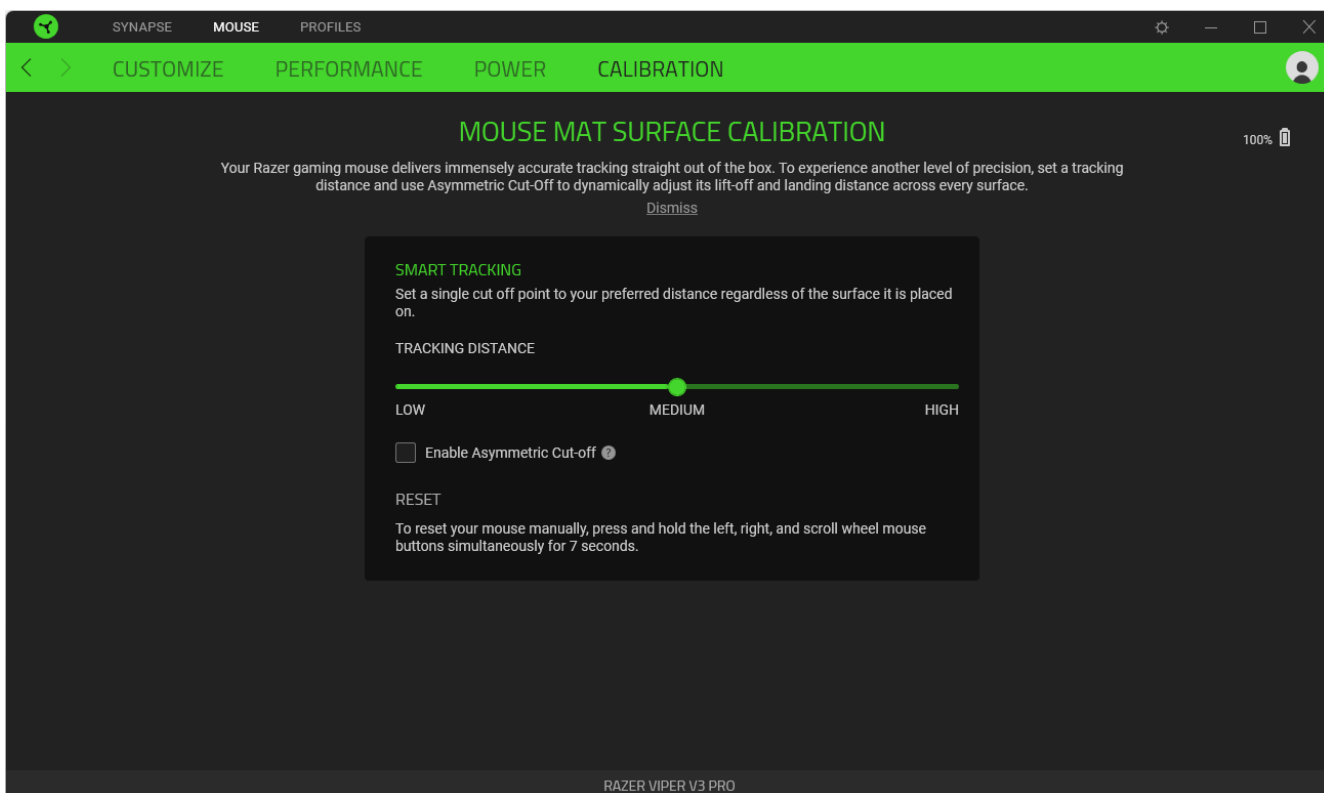 SYNAPSE MOUSE PROFILES
CUSTOMIZE PERFORMANCE POWER CALIBRATION
MOUSE MAT SURFACE CALIBRATION
100%
Your Razer gaming mouse delivers immensely accurate tracking straight out of the box. To experience another level of precision, set a tracking
distance and use Asymmetric Cut-Off to dynamically adjust its lift-off and landing distance across every surface.
Dismiss
SMART TRACKING
Set a single cut off point to your preferred distance regardless of the surface it is placed
on.
TRACKING DISTANCE
LOW MEDIUM HIGH
Enable Asymmetric Cut-off ?
RESET
To reset your mouse manually, press and hold the left, right, and scroll wheel mouse
buttons simultaneously for 7 seconds.
RAZER VIPER V3 PRO